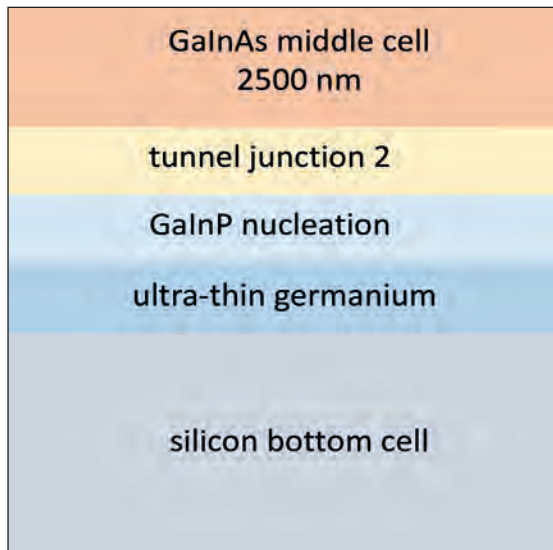 GaInAs middle cell
2500 nm
tunnel junction 2
GaInP nucleation
ultra-thin germanium
silicon bottom cell